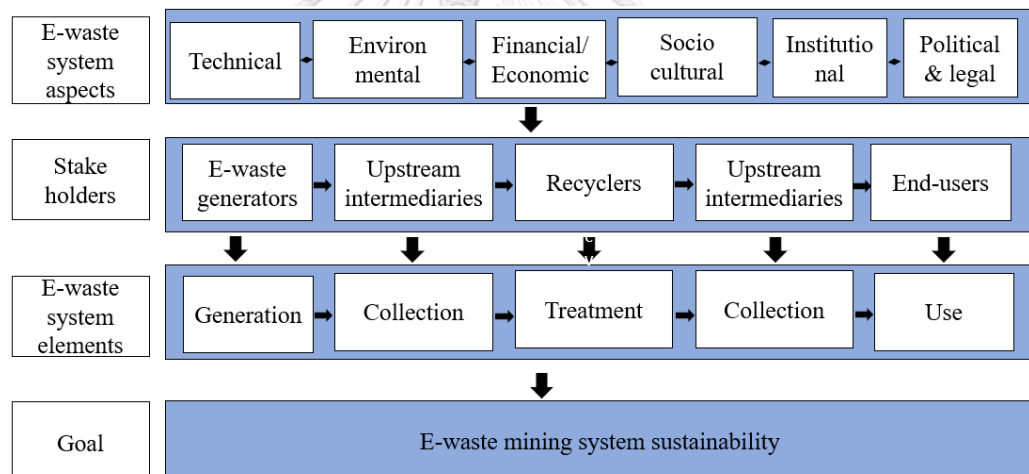 E-waste
system
aspects
Technical
Environ
mental
Financial/
Economic
Socio
cultural
Institutio
nal
Political
& legal
Stake
holders
E-waste
generators
Upstream
intermediaries
Recyclers
Upstream
intermediaries
End-users
E-waste
system
elements
Generation
Collection
Treatment
Collection
Use
Goal
E-waste mining system sustainability